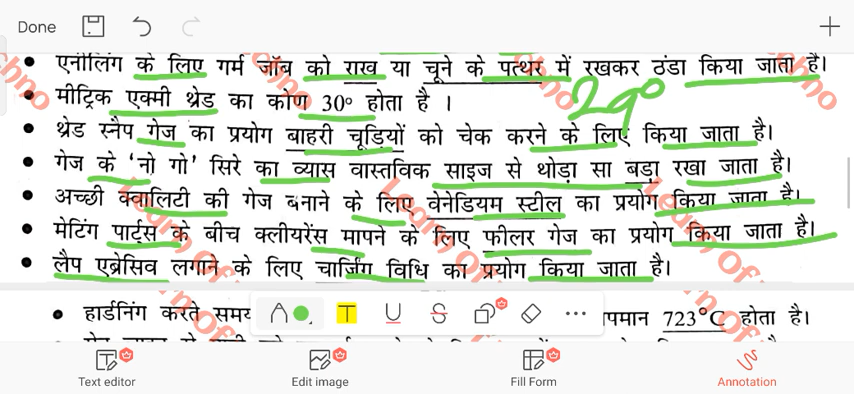 Done
एनीलिंग के लिए गर्म जॉब को राख या चूने के पत्थर में रखकर ठंडा किया जाता है।
मीट्रिक एक्मी थ्रेड का कोण 30° होता है ।
29°
थ्रेड स्नैप गेज का प्रयोग बाहरी चूड़ियों को चेक करने के लिए किया जाता है।
गेज के ‘नो गो’ सिरे का व्यास वास्तविक साइज से थोड़ा सा बड़ा रखा जाता है।
अच्छी क्वालिटी की गेज बनाने के लिए वेनेडियम स्टील का प्रयोग किया जाता है।
मेटिंग पार्ट्स के बीच क्लीयरेंस मापने के लिए फीलर गेज का प्रयोग किया जाता है।
लैप एब्रेसिव लगाने के लिए चार्जिंग विधि का प्रयोग किया जाता है।
हार्डनिंग करते समय पमान 723°C होता है।
Text editor
Edit image
Fill Form
Annotation